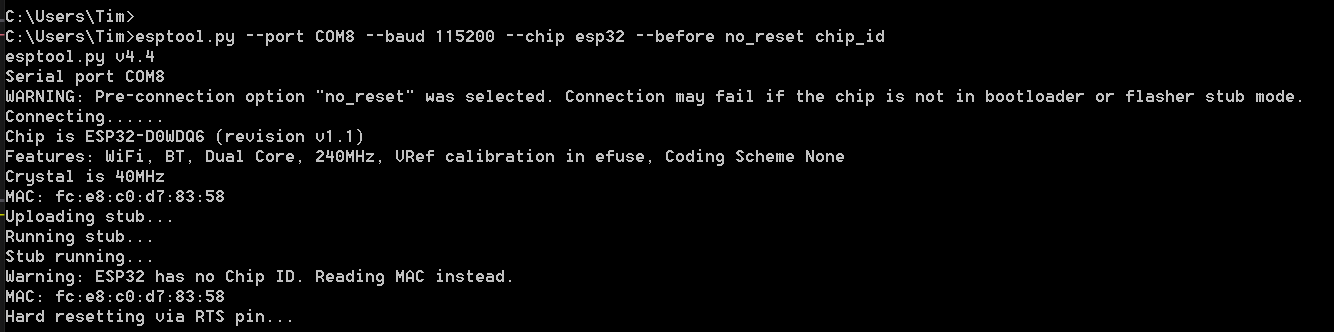 C:\Users\Tim>
C:\Users\Tim>esptool.py --port COM8 --baud 115200 --chip esp32 --before no_reset chip_id
esptool.py v4.4
Serial port COM8
WARNING: Pre-connection option "no_reset" was selected. Connection may fail if the chip is not in bootloader or flasher stub mode.
Connecting......
Chip is ESP32-D0WDQ6 (revision v1.1)
Features: WiFi, BT, Dual Core, 240MHz, VRef calibration in efuse, Coding Scheme None
Crystal is 40MHz
MAC: fc:e8:c0:d7:83:58
Uploading stub...
Running stub...
Stub running...
Warning: ESP32 has no Chip ID. Reading MAC instead.
MAC: fc:e8:c0:d7:83:58
Hard resetting via RTS pin...